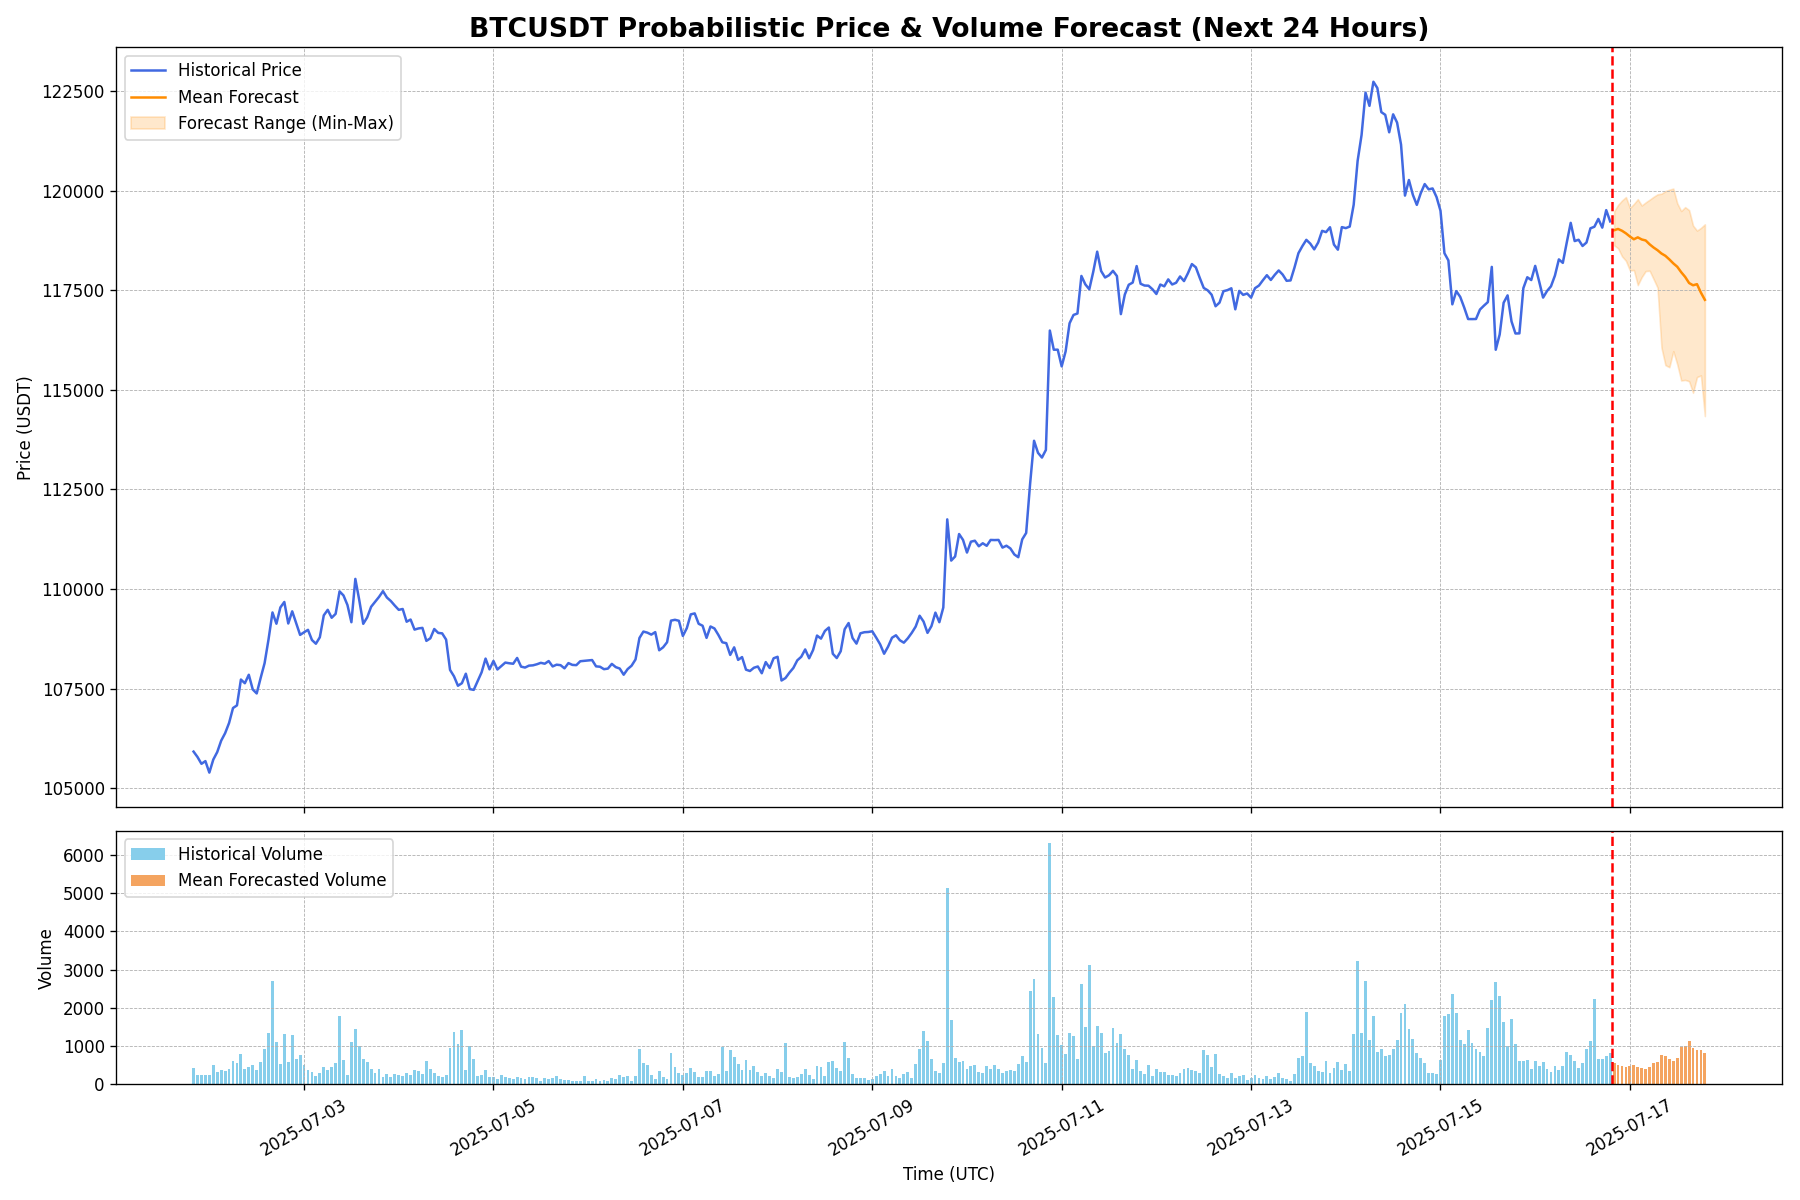 BTCUSDT Probabilistic Price & Volume Forecast (Next 24 Hours)
Historical Price
Mean Forecast
Forecast Range (Min-Max)
122500
120000
117500
115000
112500
110000
107500
105000
Price (USDT)
Historical Volume
Mean Forecasted Volume
6000
5000
4000
3000
2000
1000
0
Volume
2025-07-03
2025-07-05
2025-07-07
2025-07-09
2025-07-11
2025-07-13
2025-07-15
2025-07-17
Time (UTC)